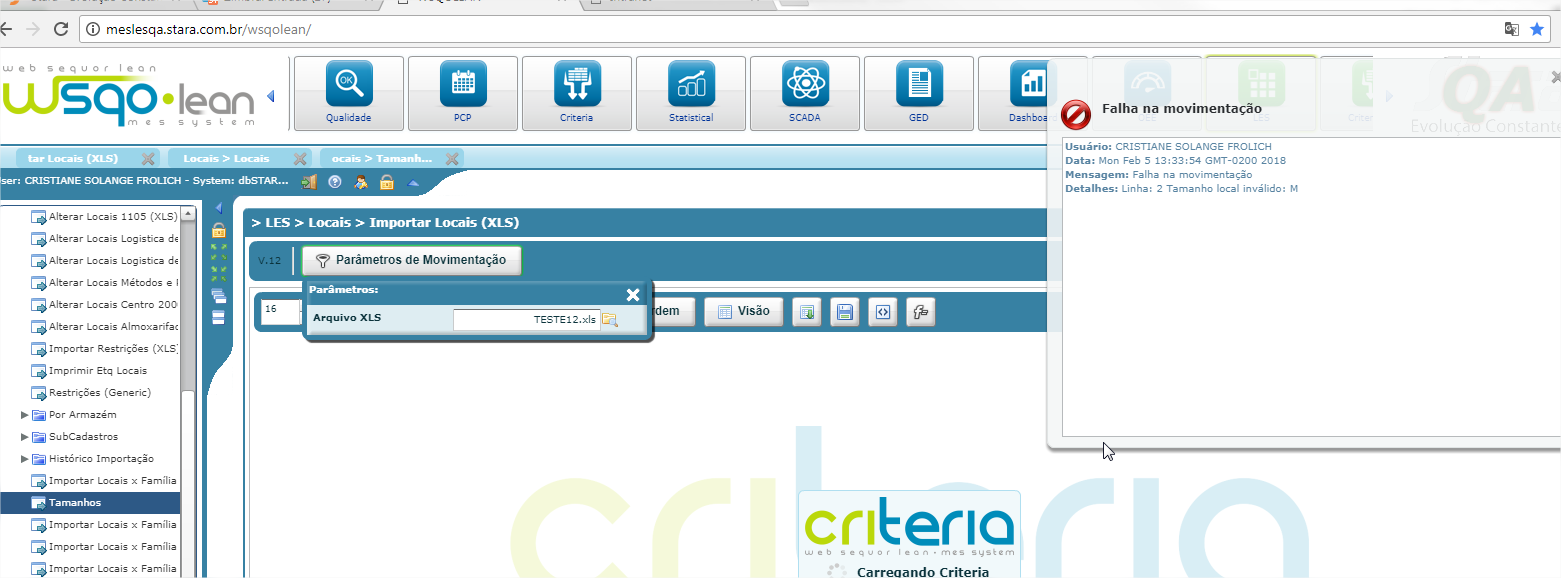 meslesqa.stara.com.br/wsqolean/
web sequor lean
wsqo lean
mes system
OK
Qualidade
PCP
Criteria
Statistical
SCADA
GED
Dashboar
OEE
LES
Criter
QA
Evolução Constante
Falha na movimentação
Usuário: CRISTIANE SOLANGE FROLICH
Data: Mon Feb 5 13:33:54 GMT-0200 2018
Mensagem: Falha na movimentação
Detalhes: Linha: 2 Tamanho local inválido: M
tar Locais (XLS)
Locais > Locais
ocais > Tamanh...
ser: CRISTIANE SOLANGE FROLICH - System: dbSTAR...
Alterar Locais 1105 (XLS)
Alterar Locais Logistica de
Alterar Locais Logistica de
Alterar Locais Métodos e
Alterar Locais Centro 200
Alterar Locais Almoxarifad
Importar Restrições (XLS)
Imprimir Etq Locais
Restrições (Generic)
Por Armazém
SubCadastros
Histórico Importação
Importar Locais x Família
Tamanhos
Importar Locais x Família
Importar Locais x Família
Importar Locais x Família
> LES > Locais > Importar Locais (XLS)
V.12
Parâmetros de Movimentação
Parâmetros:
Arquivo XLS
TESTE12.xls
16
rdem
Visão
criteria
criteria
web sequor lean - mes system
Carregando Criteria